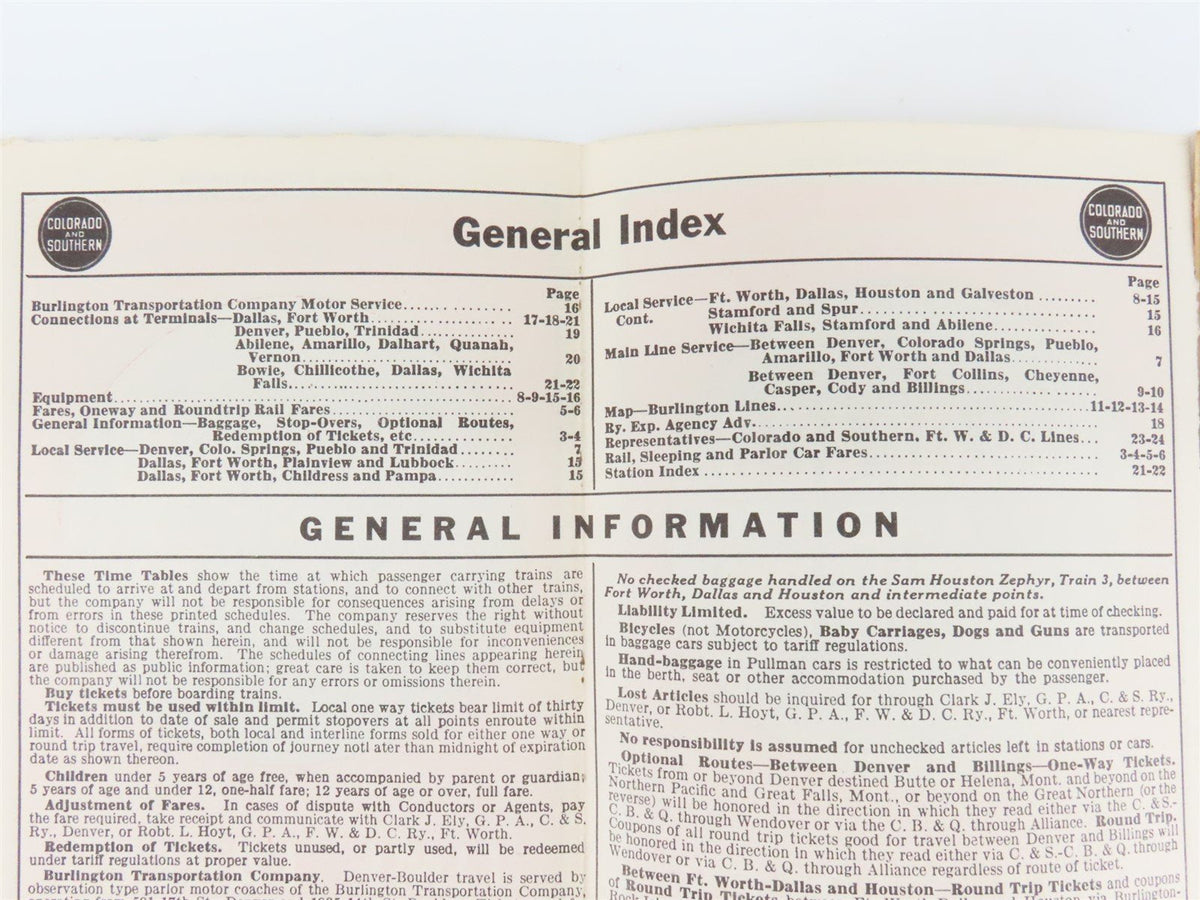 COLORADO
AND
SOUTHERN
General Index
COLORADO
AND
SOUTHERN
Page
Burlington Transportation Company Motor Service.......... 16
Connections at Terminals—Dallas, Fort Worth.......... 17-18-21
Denver, Pueblo, Trinidad.......... 19
Abilene, Amarillo, Dalhart, Quanah,
Vernon.......... 20
Bowie, Chillicothe, Dallas, Wichita
Falls.......... 21-22
Equipment.......... 8-9-15-16
Fares, Oneway and Roundtrip Rail Fares.......... 5-6
General Information—Baggage, Stop-Overs, Optional Routes,
Redemption of Tickets, etc.......... 3-4
Local Service—Denver, Colo. Springs, Pueblo and Trinidad........ 7
Dallas, Fort Worth, Plainview and Lubbock......... 15
Dallas, Fort Worth, Childress and Pampa.......... 15
Page
Local Service—Ft. Worth, Dallas, Houston and Galveston ........ 8-15
Cont. Stamford and Spur.......... 15
Wichita Falls, Stamford and Abilene.......... 16
Main Line Service—Between Denver, Colorado Springs, Pueblo,
Amarillo, Fort Worth and Dallas.......... 7
Between Denver, Fort Collins, Cheyenne,
Casper, Cody and Billings.......... 9-10
Map—Burlington Lines.......... 11-12-13-14
Ry. Exp. Agency Adv.......... 18
Representatives—Colorado and Southern, Ft. W. & D. C. Lines... 23-24
Rail, Sleeping and Parlor Car Fares.......... 3-4-5-6
Station Index .......... 21-22
GENERAL INFORMATION
These Time Tables show the time at which passenger carrying trains are
scheduled to arrive at and depart from stations, and to connect with other trains,
but the company will not be responsible for consequences arising from delays or
from errors in these printed schedules. The company reserves the right without
notice to discontinue trains, and change schedules, and to substitute equipment
different from that shown herein, and will not be responsible for inconveniences
or damage arising therefrom. The schedules of connecting lines appearing herein
are published as public information; great care is taken to keep them correct, but
the company will not be responsible for any errors or omissions therein.
Buy tickets before boarding trains.
Tickets must be used within limit. Local one way tickets bear limit of thirty
days in addition to date of sale and permit stopovers at all points enroute within
limit. All forms of tickets, both local and interline forms sold for either one way or
round trip travel, require completion of journey notl ater than midnight of expiration
date as shown thereon.
Children under 5 years of age free, when accompanied by parent or guardian;
5 years of age and under 12, one-half fare; 12 years of age or over, full fare.
Adjustment of Fares. In cases of dispute with Conductors or Agents, pay
the fare required, take receipt and communicate with Clark J. Ely, G. P. A., C. & S.
Ry., Denver, or Robt. L. Hoyt, G. P. A., F. W. & D. C. Ry., Ft. Worth.
Redemption of Tickets. Tickets unused, or partly used, will be redeemed
under tariff regulations at proper value.
Burlington Transportation Company. Denver-Boulder travel is served by
observation type parlor motor coaches of the Burlington Transportation Company,
No checked baggage handled on the Sam Houston Zephyr, Train 3, between
Fort Worth, Dallas and Houston and intermediate points.
Liability Limited. Excess value to be declared and paid for at time of checking.
Bicycles (not Motorcycles), Baby Carriages, Dogs and Guns are transported
in baggage cars subject to tariff regulations.
Hand-baggage in Pullman cars is restricted to what can be conveniently placed
in the berth, seat or other accommodation purchased by the passenger.
Lost Articles should be inquired for through Clark J. Ely, G. P. A., C. & S. Ry.,
Denver, or Robt. L. Hoyt, G. P. A., F. W. & D. C. Ry., Ft. Worth, or nearest repre-
sentative.
No responsibility is assumed for unchecked articles left in stations or cars.
Optional Routes—Between Denver and Billings—One-Way Tickets.
Tickets from or beyond Denver destined Butte or Helena, Mont. and beyond on the
Northern Pacific and Great Falls, Mont., or beyond on the Great Northern (or the
reverse) will be honored in the direction in which they read either via the C. & S.-
C. B. & Q. through Wendover or via the C. B. & Q. through Alliance. Round Trip.
Coupons of all round trip tickets good for travel between Denver and Billings will
be honored in the direction in which they read either via C. & S.-C. B. & Q. through
Wendover or via C. B. & Q. through Alliance regardless of route of ticket.
Between Ft. Worth-Dallas and Houston—Round Trip Tickets and coupons
of Round Trip Tickets